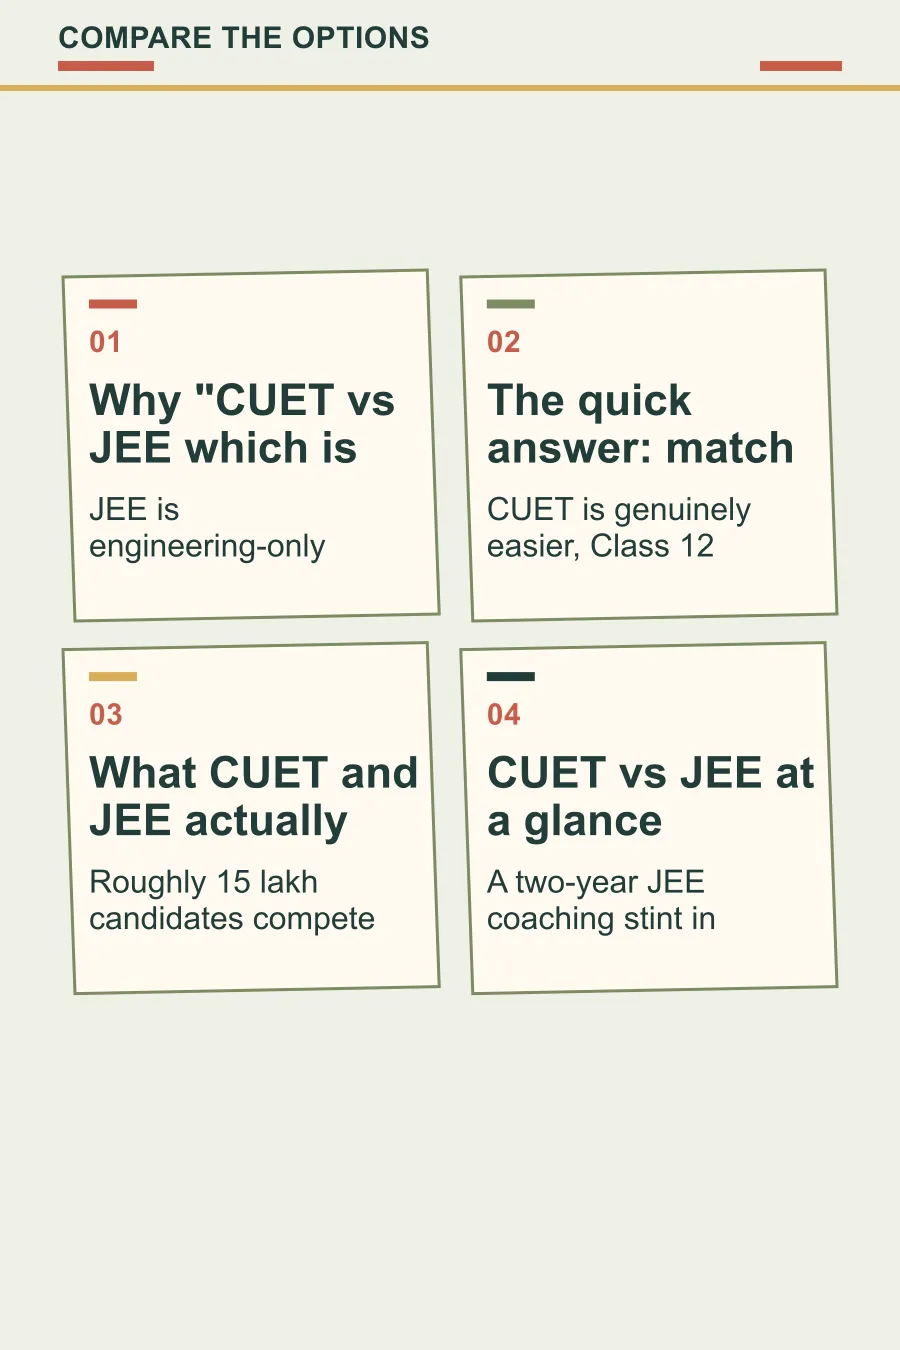 COMPARE THE OPTIONS
01
Why "CUET vs
JEE which is
JEE is
engineering-only
02
The quick
answer: match
CUET is genuinely
easier, Class 12
03
What CUET and
JEE actually
Roughly 15 lakh
candidates compete
04
CUET vs JEE at
a glance
A two-year JEE
coaching stint in